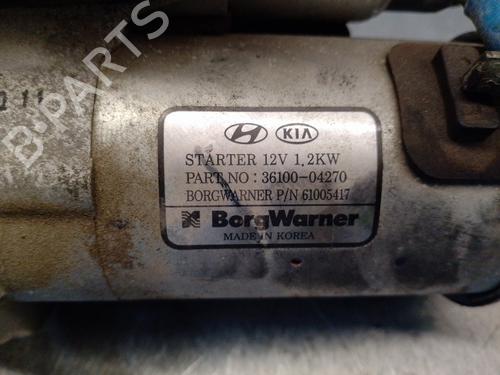 KIA
STARTER 12V 1,2KW
PART NO : 36100-04270
BORGWARNER P/N 61005417
BorgWarner
MADE IN KOREA
B-PARTS